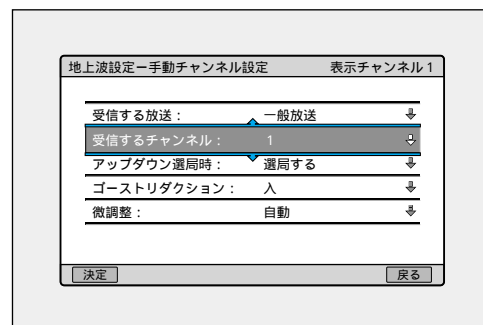 地上波設定ー手動チャンネル設定 表示チャンネル 1
受信する放送： 一般放送
受信するチャンネル： 1
アップダウン選局時： 選局する
ゴーストリダクション： 入
微調整： 自動
決定 戻る